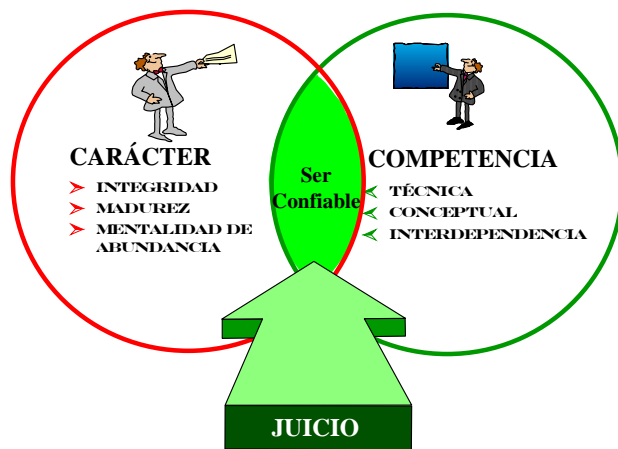 CARÁCTER
INTEGRIDAD
MADUREZ
MENTALIDAD DE
ABUNDANCIA
Ser
Confiable
COMPETENCIA
TÉCNICA
CONCEPTUAL
INTERDEPENDENCIA
JUICIO